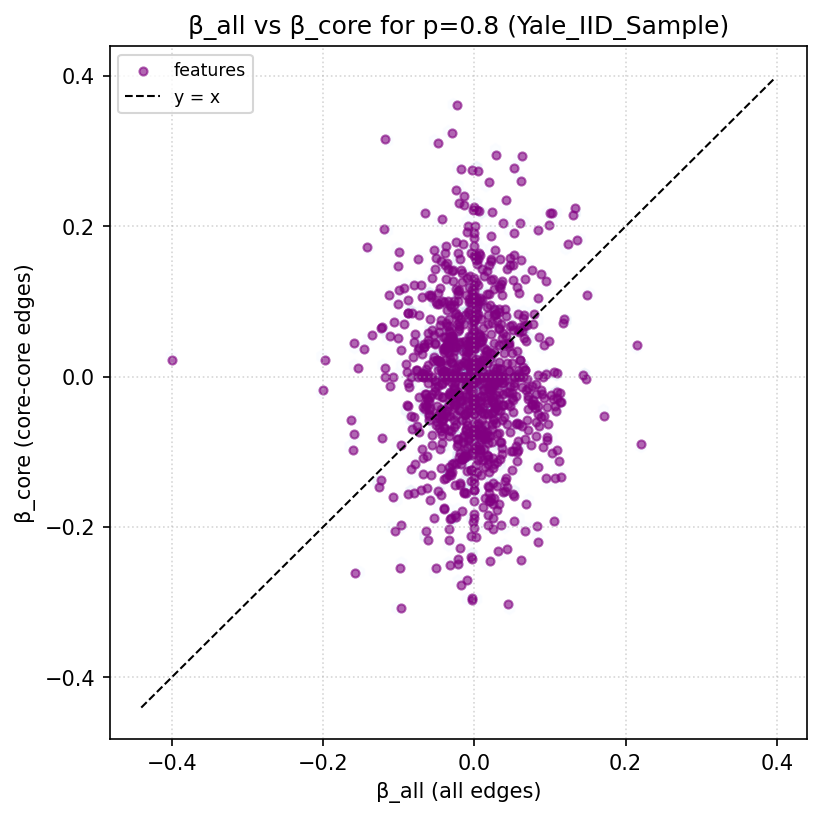 β_all vs β_core for p=0.8 (Yale_IID_Sample)
features
y = x
0.4
0.2
0.0
−0.2
−0.4
β_core (core-core edges)
−0.4 −0.2 0.0 0.2 0.4
β_all (all edges)